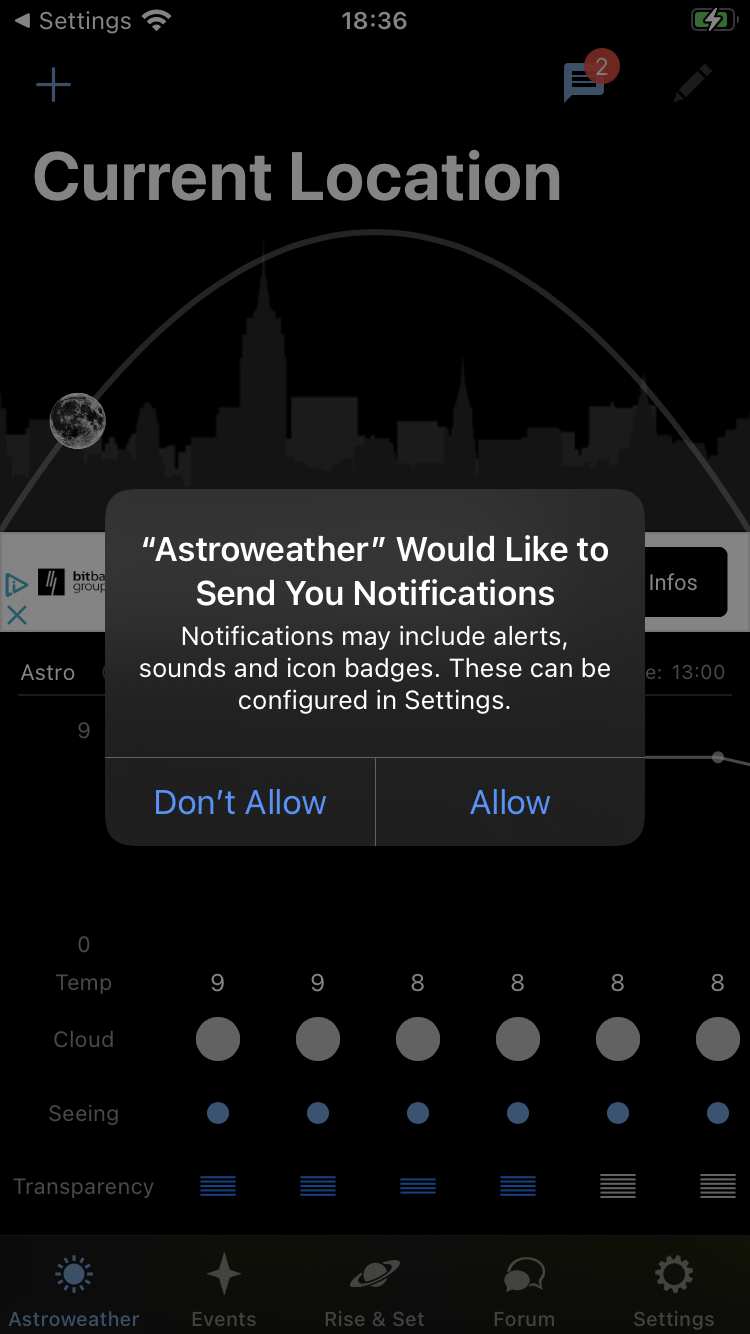 ◀ Settings 18:36
2
Current Location
“Astroweather” Would Like to
Send You Notifications
Notifications may include alerts,
sounds and icon badges. These can be
configured in Settings.
Don’t Allow Allow
bitba
group
Infos
Astro e: 13:00
9
0
Temp 9 9 8 8 8 8
Cloud
Seeing
Transparency
Astroweather Events Rise & Set Forum Settings